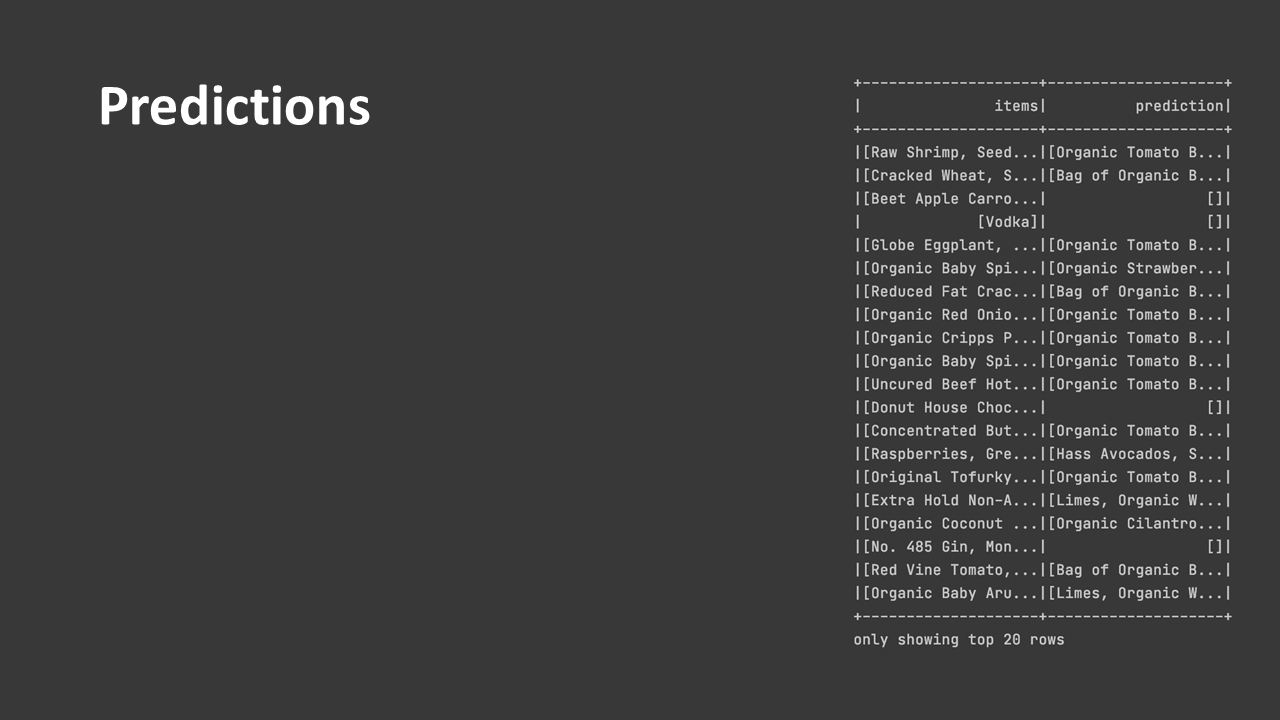 Predictions
+--------------------+--------------------+
|               items|          prediction|
+--------------------+--------------------+
|[Raw Shrimp, Seed...|[Organic Tomato B...|
|[Cracked Wheat, S...|[Bag of Organic B...|
|[Beet Apple Carro...|                  []|
|             [Vodka]|                  []|
|[Globe Eggplant, ...|[Organic Tomato B...|
|[Organic Baby Spi...|[Organic Strawber...|
|[Reduced Fat Crac...|[Bag of Organic B...|
|[Organic Red Onio...|[Organic Tomato B...|
|[Organic Cripps P...|[Organic Tomato B...|
|[Organic Baby Spi...|[Organic Tomato B...|
|[Uncured Beef Hot...|[Organic Tomato B...|
|[Donut House Choc...|                  []|
|[Concentrated But...|[Organic Tomato B...|
|[Raspberries, Gre...|[Hass Avocados, S...|
|[Original Tofurky...|[Organic Tomato B...|
|[Extra Hold Non-A...|[Limes, Organic W...|
|[Organic Coconut ...|[Organic Cilantro...|
|[No. 485 Gin, Mon...|                  []|
|[Red Vine Tomato,...|[Bag of Organic B...|
|[Organic Baby Aru...|[Limes, Organic W...|
+--------------------+--------------------+
only showing top 20 rows